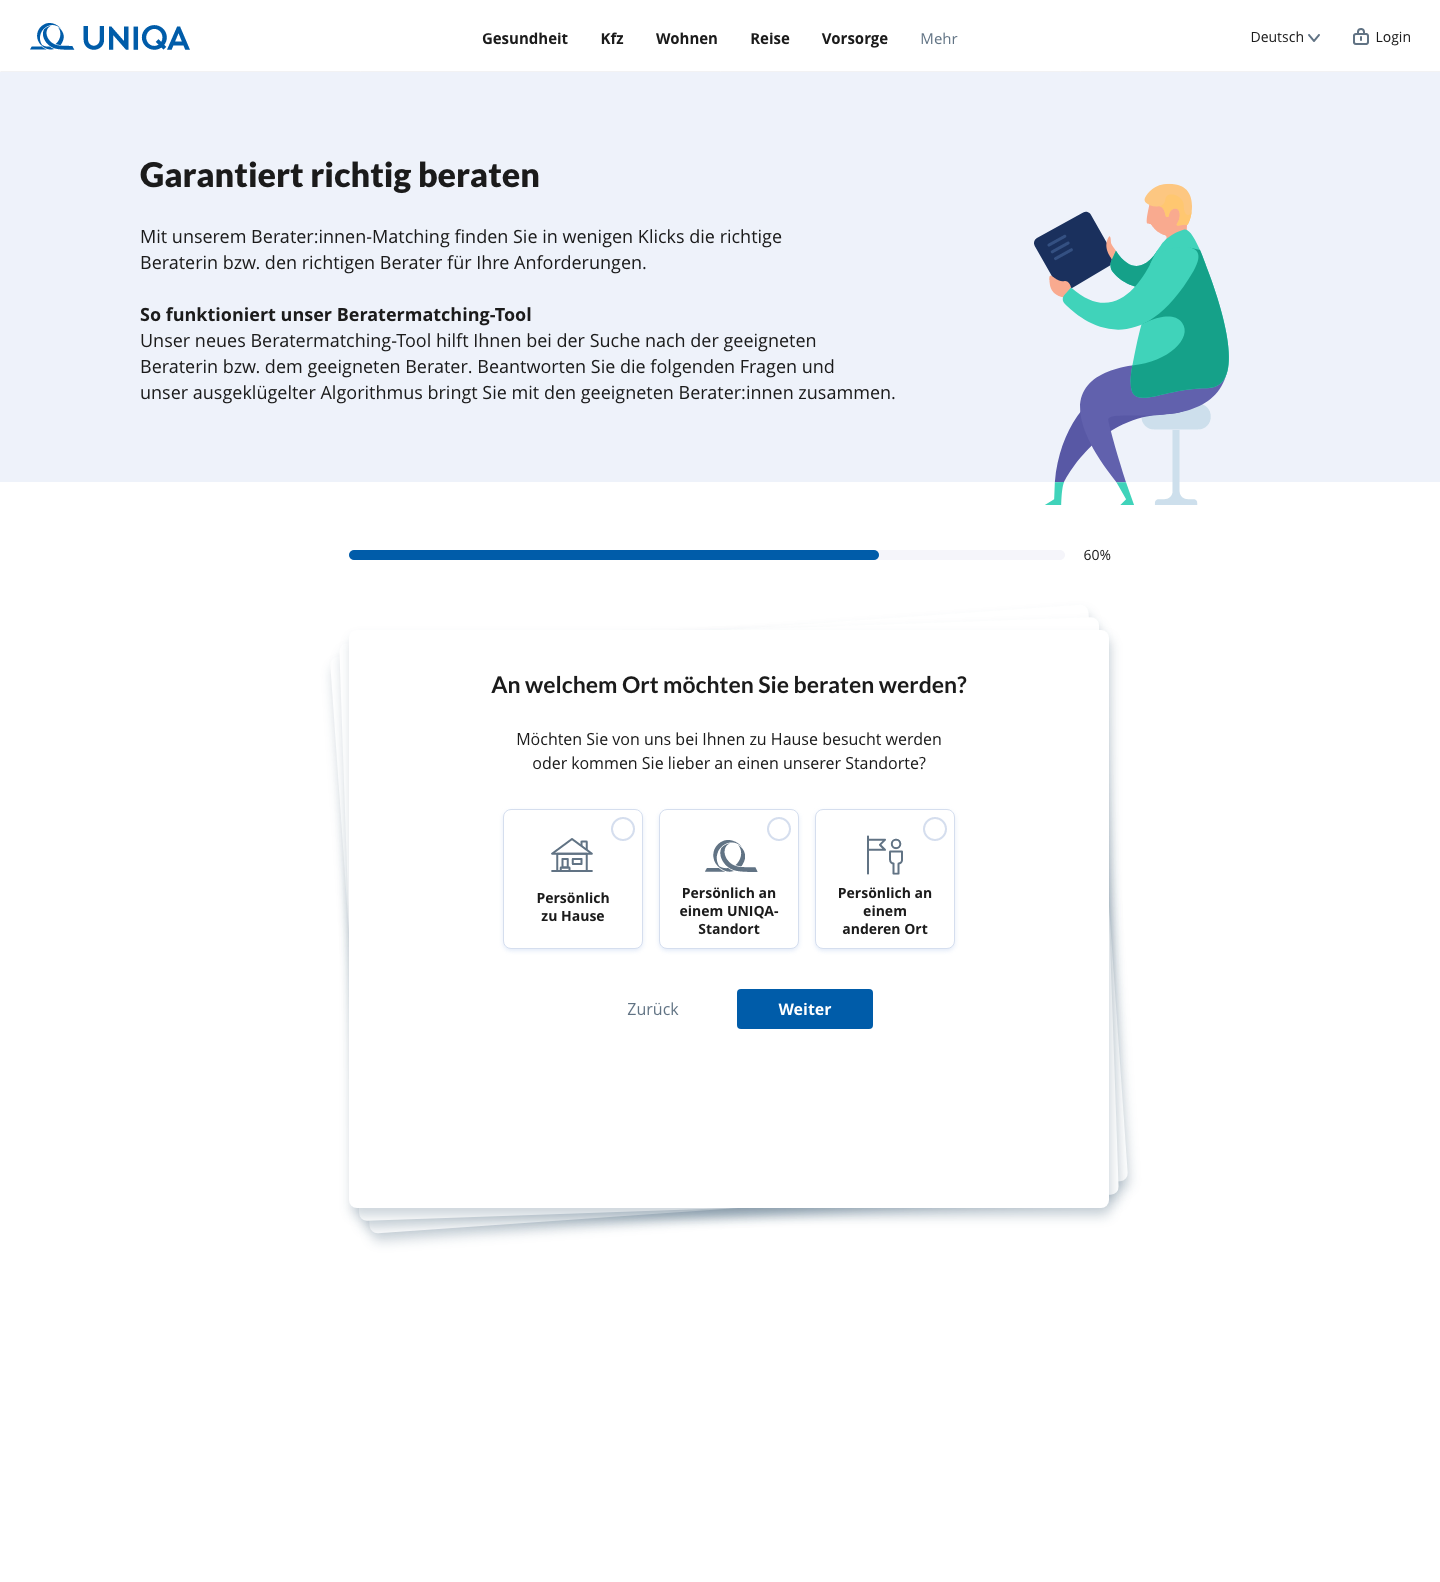 UNIQA
Gesundheit Kfz Wohnen Reise Vorsorge Mehr
Deutsch Login
Garantiert richtig beraten
Mit unserem Berater:innen-Matching finden Sie in wenigen Klicks die richtige
Beraterin bzw. den richtigen Berater für Ihre Anforderungen.
So funktioniert unser Beratermatching-Tool
Unser neues Beratermatching-Tool hilft Ihnen bei der Suche nach der geeigneten
Beraterin bzw. dem geeigneten Berater. Beantworten Sie die folgenden Fragen und
unser ausgeklügelter Algorithmus bringt Sie mit den geeigneten Berater:innen zusammen.
60%
An welchem Ort möchten Sie beraten werden?
Möchten Sie von uns bei Ihnen zu Hause besucht werden
oder kommen Sie lieber an einen unserer Standorte?
Persönlich
zu Hause
Persönlich an
einem UNIQA-
Standort
Persönlich an
einem
anderen Ort
Zurück
Weiter